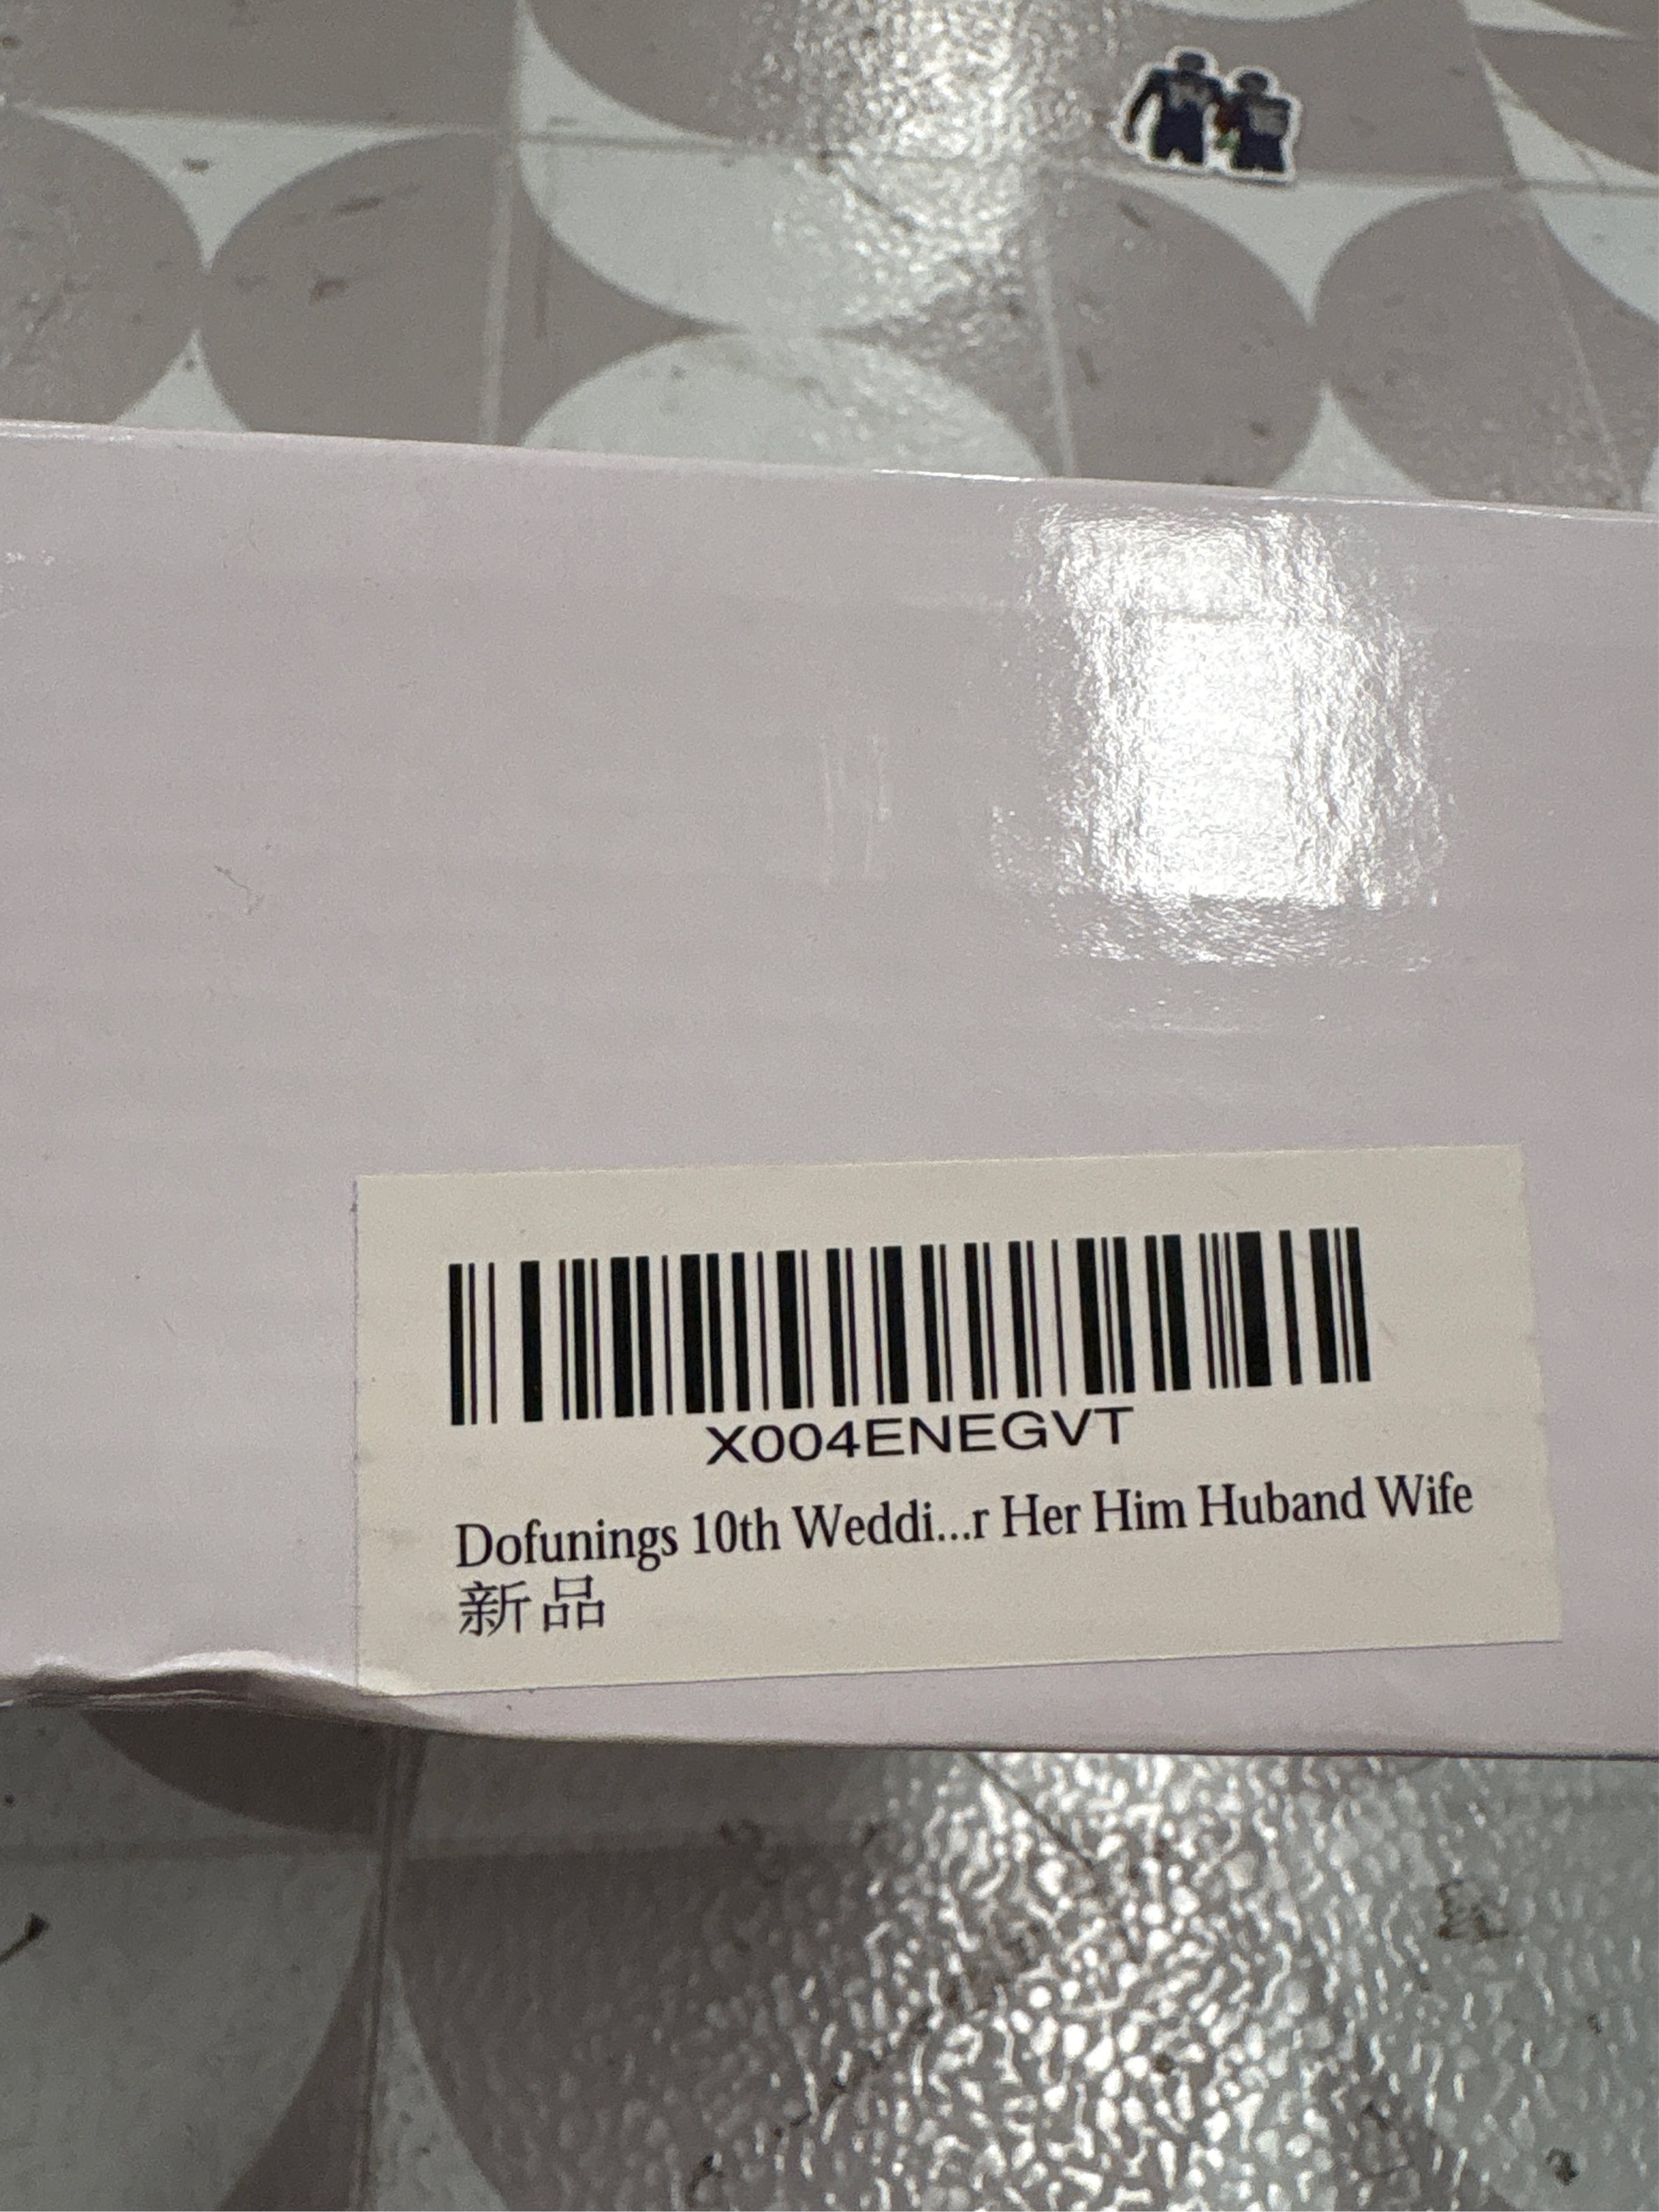 X004ENEGVT
Dofunings 10th Weddi...r Her Him Huband Wife
新品